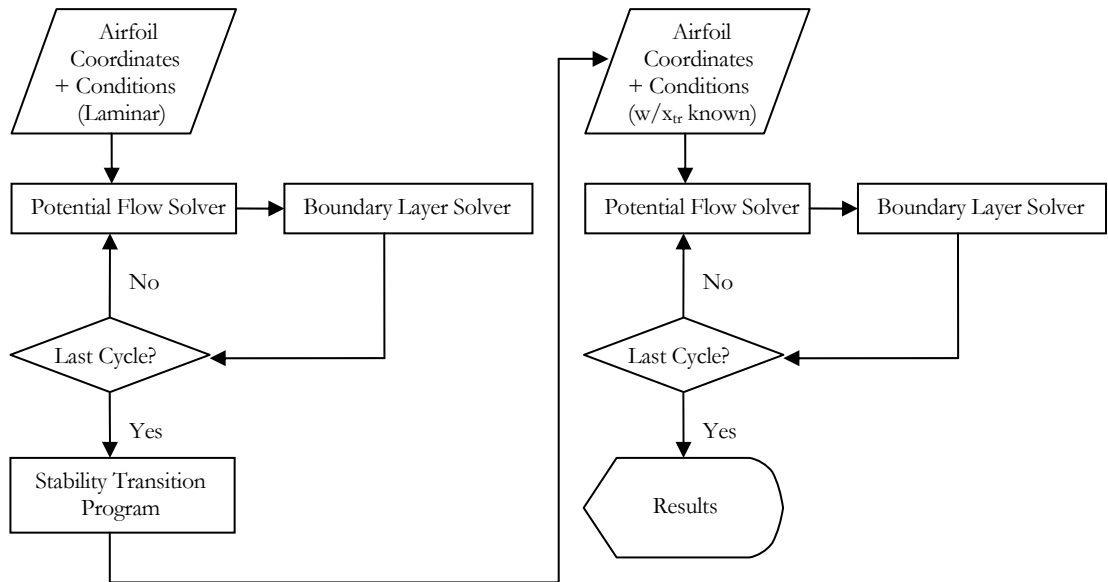 Airfoil
Coordinates
+ Conditions
(Laminar)
Potential Flow Solver
Boundary Layer Solver
No
Last Cycle?
Yes
Stability Transition
Program
Airfoil
Coordinates
+ Conditions
(w/xtr known)
Potential Flow Solver
Boundary Layer Solver
No
Last Cycle?
Yes
Results